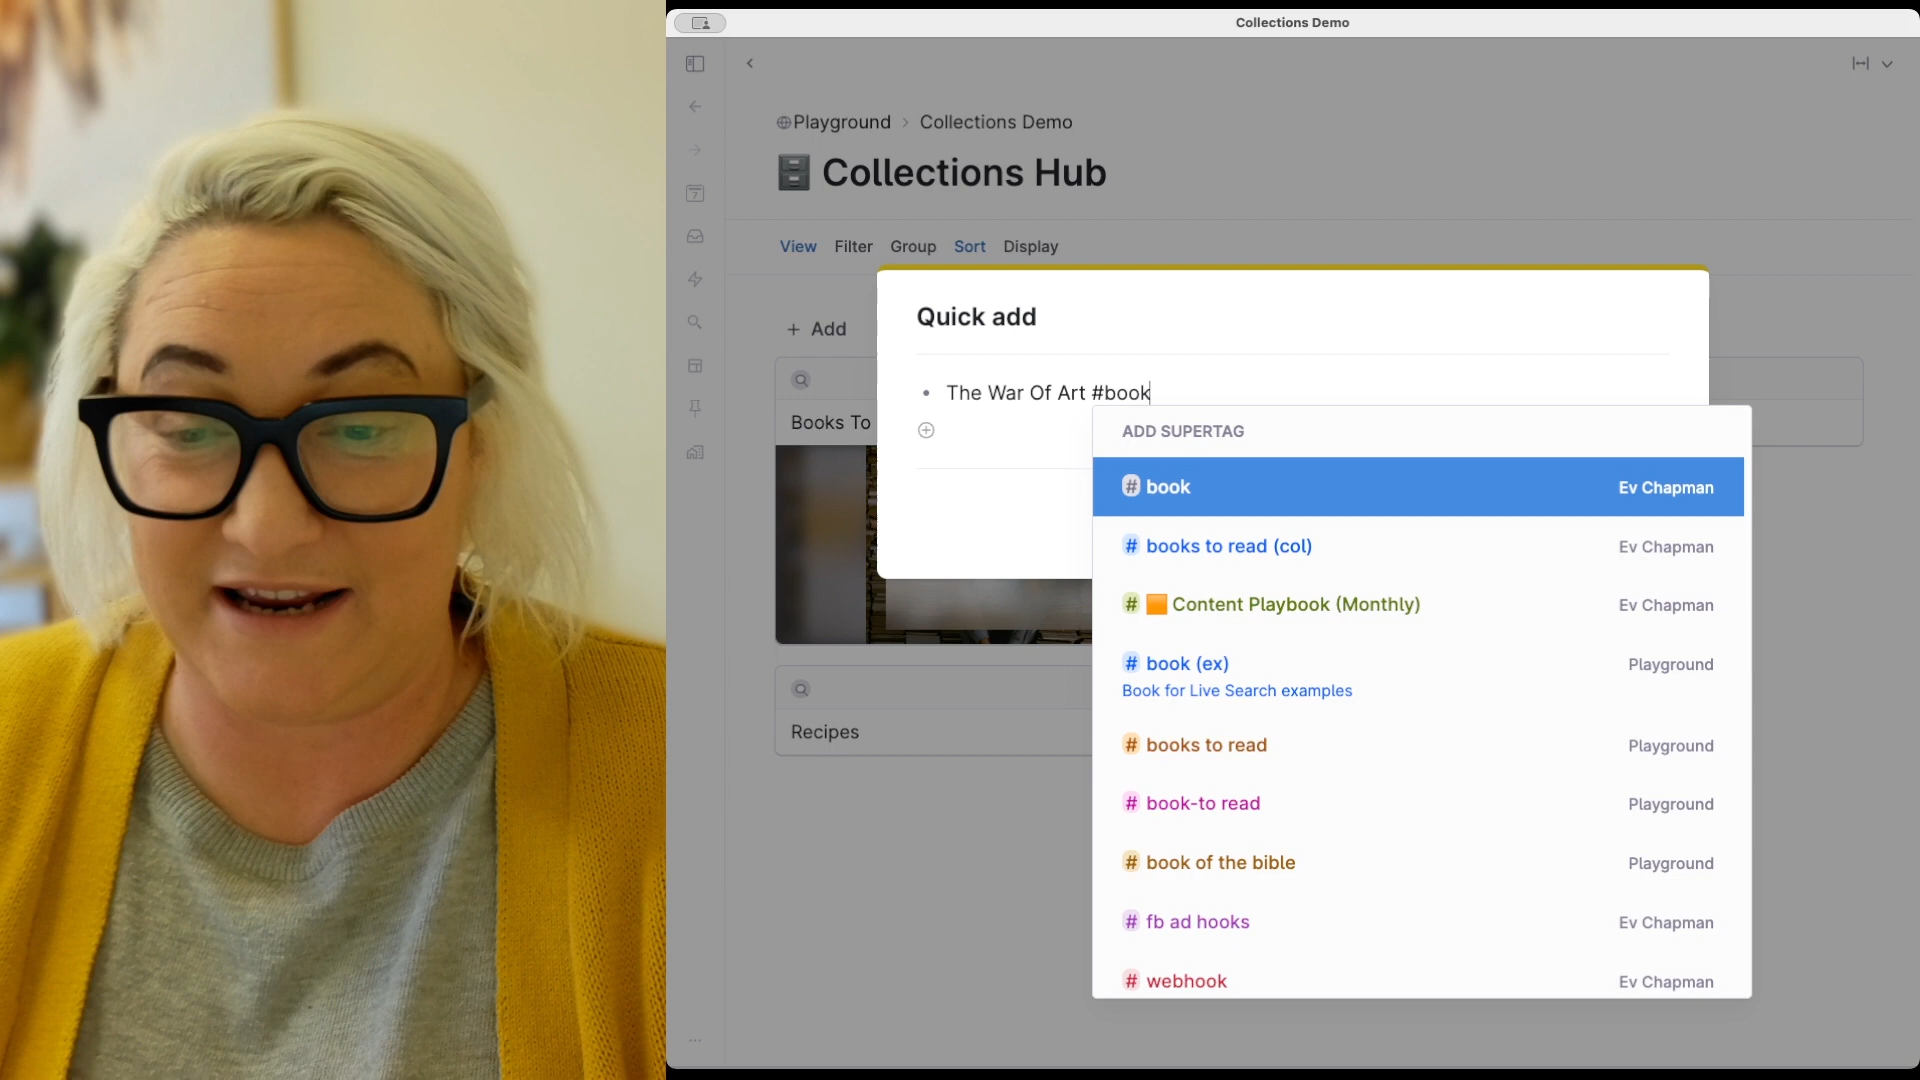 Collections Demo
Playground › Collections Demo
Collections Hub
View Filter Group Sort Display
+ Add
Books To
Recipes
Quick add
• The War Of Art #book
ADD SUPERTAG
# book Ev Chapman
# books to read (col) Ev Chapman
# 🟧 Content Playbook (Monthly) Ev Chapman
# book (ex) Playground
Book for Live Search examples
# books to read Playground
# book-to read Playground
# book of the bible Playground
# fb ad hooks Ev Chapman
# webhook Ev Chapman
7